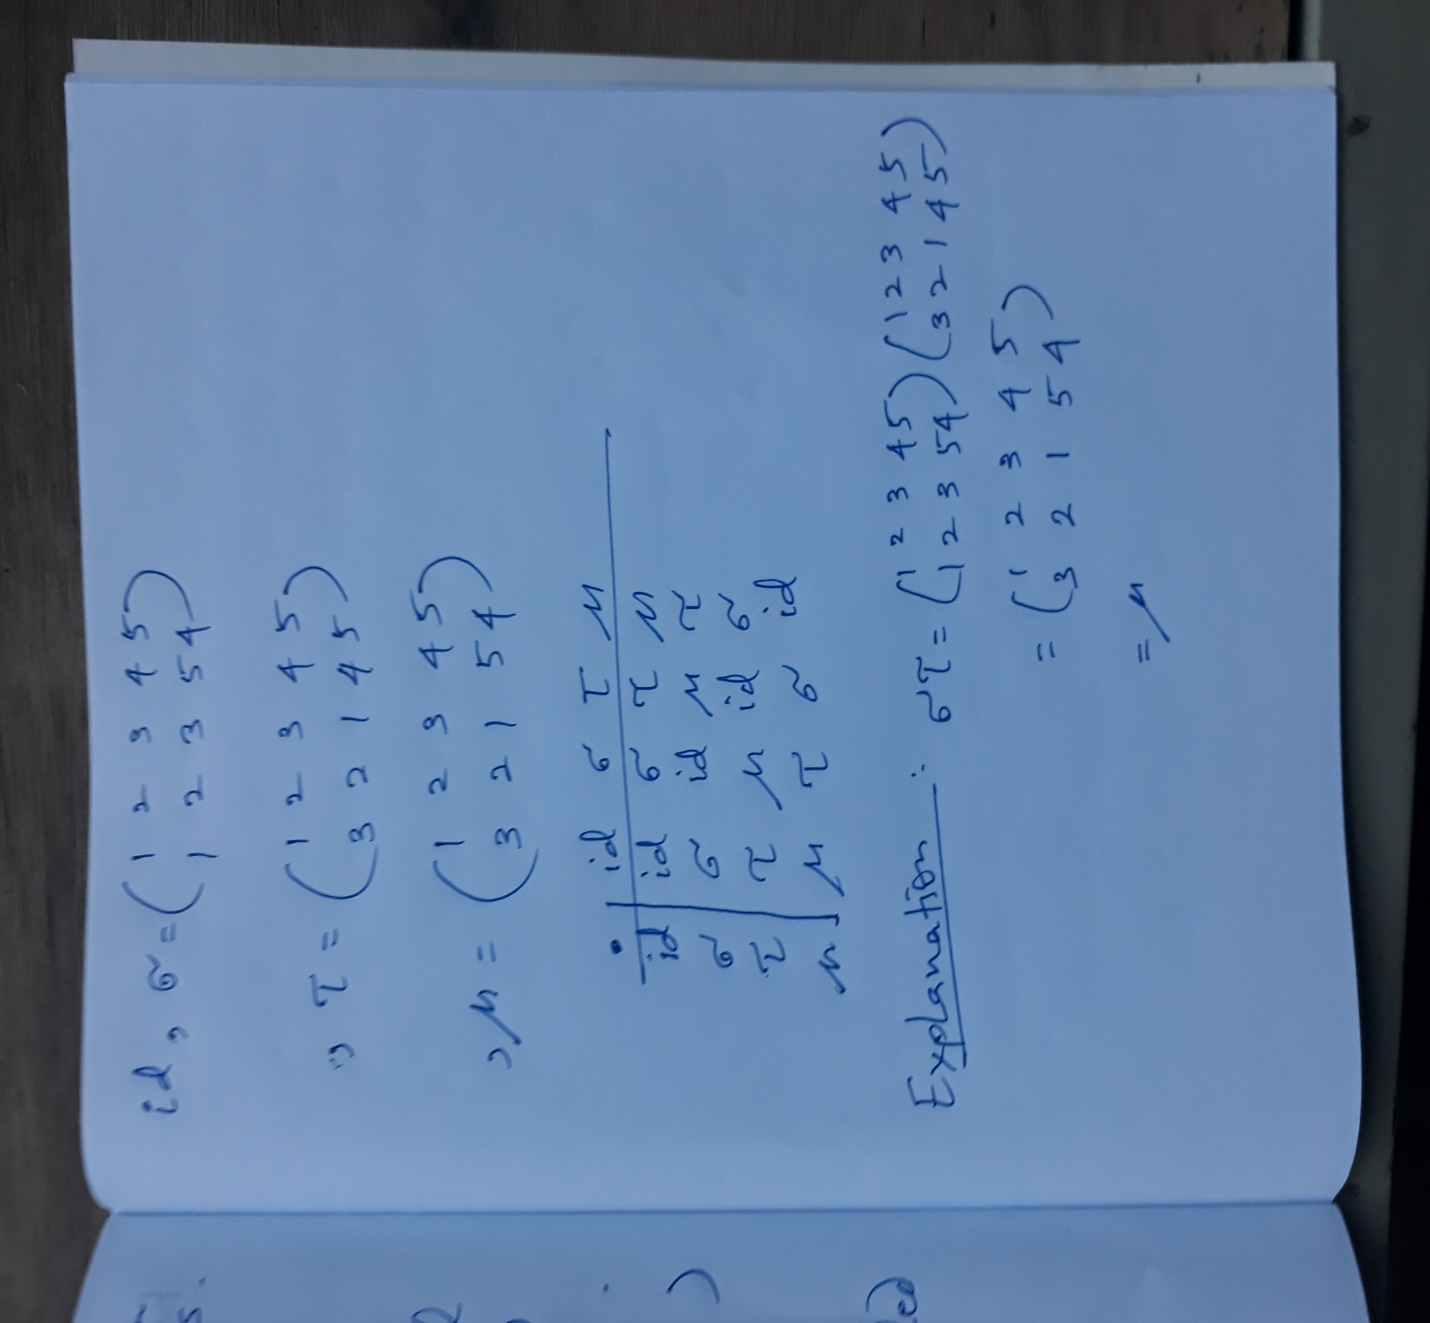 id, σ = (1 2 3 4 5)
(1 2 3 5 4)
, τ = (1 2 3 4 5)
(3 2 1 4 5)
, μ = (1 2 3 4 5)
(3 2 1 5 4)
• | id σ τ μ
id | id σ τ μ
σ | σ id μ τ
τ | τ μ id σ
μ | μ τ σ id
Explanation : στ = (1 2 3 4 5) (1 2 3 4 5)
(1 2 3 5 4) (3 2 1 4 5)
= (1 2 3 4 5)
(3 2 1 5 4)
= μ